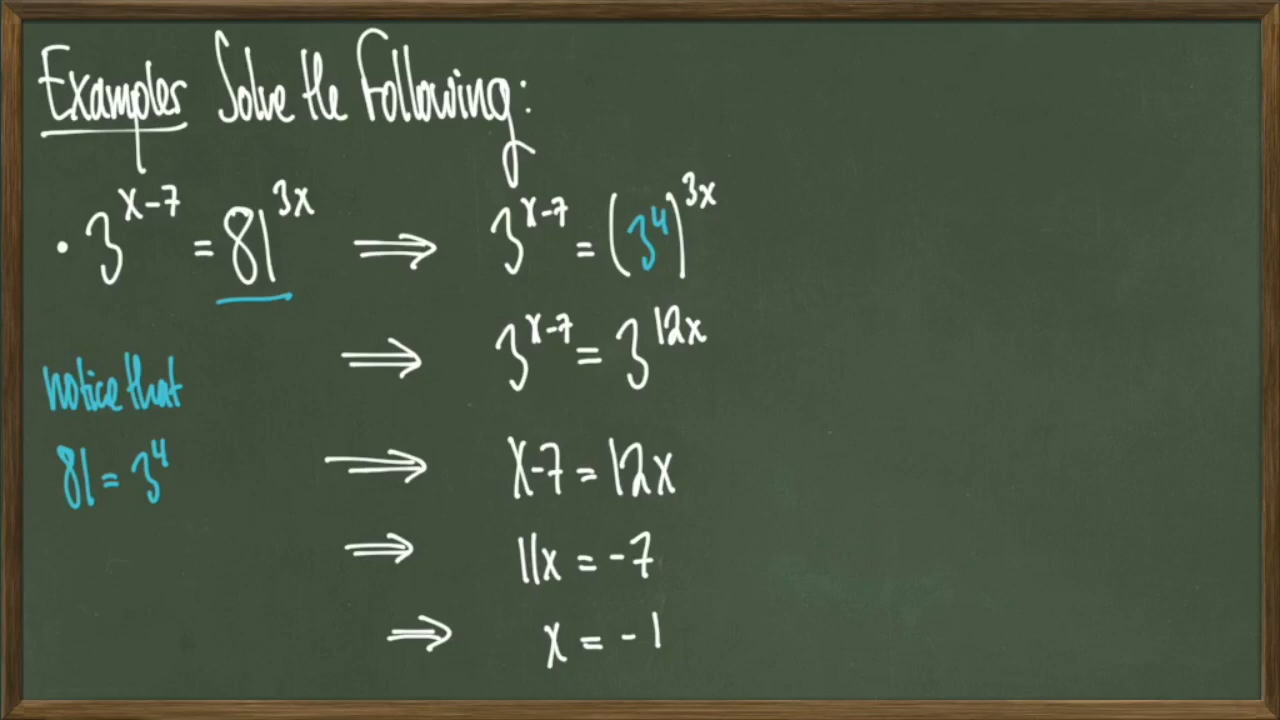 Examples Solve the Following:
• 3^{x-7} = 81^{3x} ⟹ 3^{x-7} = (3^4)^{3x}
⟹ 3^{x-7} = 3^{12x}
notice that
81 = 3^4
⟹ x-7 = 12x
⟹ 11x = -7
⟹ x = -1